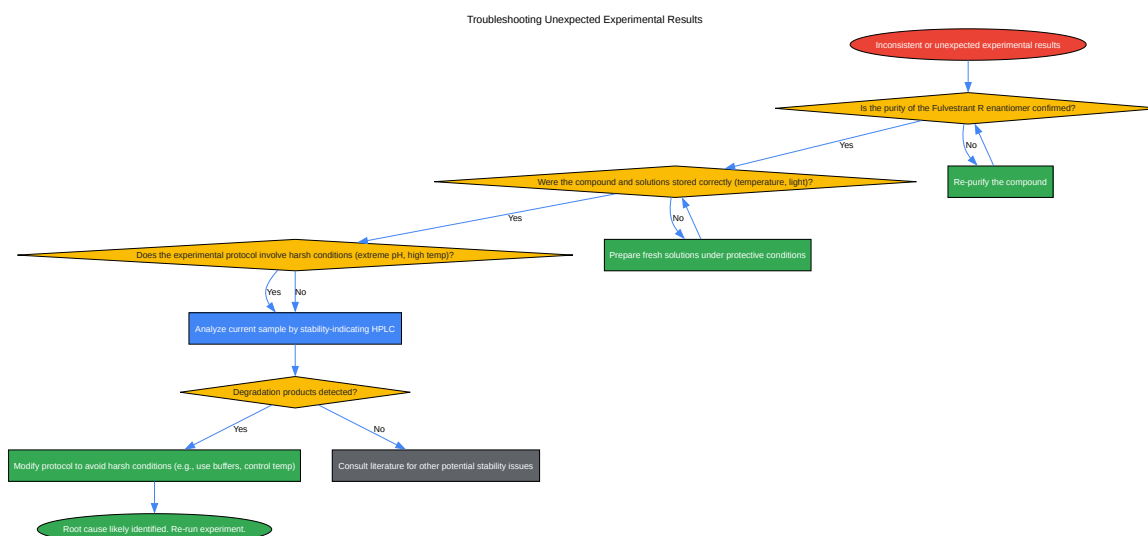 Troubleshooting Unexpected Experimental Results
Inconsistent or unexpected experimental results
Is the purity of the Fulvestrant R enantiomer confirmed?
Yes
No
Were the compound and solutions stored correctly (temperature, light)?
Re-purify the compound
Yes
No
Does the experimental protocol involve harsh conditions (extreme pH, high temp)?
Prepare fresh solutions under protective conditions
Yes
No
Analyze current sample by stability-indicating HPLC
Degradation products detected?
Yes
No
Modify protocol to avoid harsh conditions (e.g., use buffers, control temp)
Consult literature for other potential stability issues
Root cause likely identified. Re-run experiment.